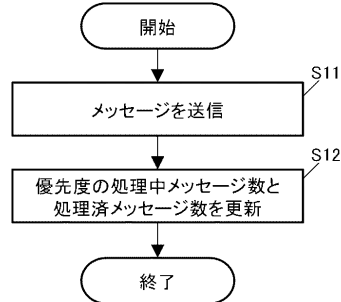 開始
S11
メッセージを送信
S12
優先度の処理中メッセージ数と
処理済メッセージ数を更新
終了